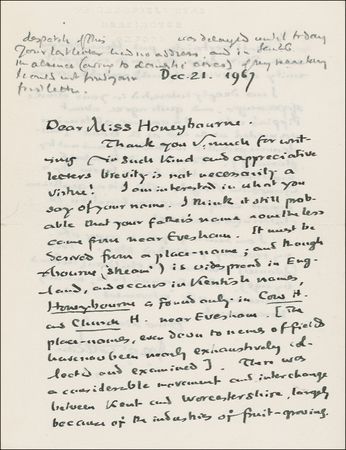 despatch of this was delayed until today
Your last letter had no address, and in
the absence (owing to domestic stress) of my secretary
I could not find your
first letter.
Dec. 21. 1967
Dear Miss Honeybourne.
Thank you v. much for writ-
ing. In such kind and appreciative
letters brevity is not necessarily a
virtue! I am interested in what you
say of your name. I think it still prob-
able that your father's name nonetheless
came from near Evesham. It must be
derived from a place-name; and though
-bourne ('stream') is widespread in Eng-
land, and occurs in Kentish names,
Honeybourne is found only in Cow H.
and Church H. near Evesham. [The
place-names, even down to names of fields
have now been nearly exhaustively col-
lected and examined]. There was
a considerable movement and interchange
between Kent and Worcestershire, largely
because of the industries of fruit-growing.